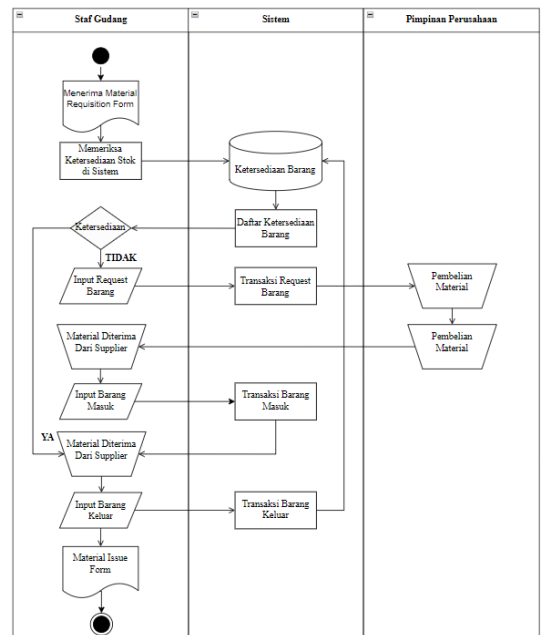 Staf Gudang
Sistem
Pimpinan Perusahaan
Menerima Material
Requisition Form
Memeriksa
Ketersediaan Stok
di Sistem
Ketersediaan Barang
Ketersediaan
Daftar Ketersediaan
Barang
TIDAK
Input Request
Barang
Transaksi Request
Barang
Pembelian
Material
Material Diterima
Dari Supplier
Pembelian
Material
Input Barang
Masuk
Transaksi Barang
Masuk
YA
Material Diterima
Dari Supplier
Input Barang
Keluar
Transaksi Barang
Keluar
Material Issue
Form